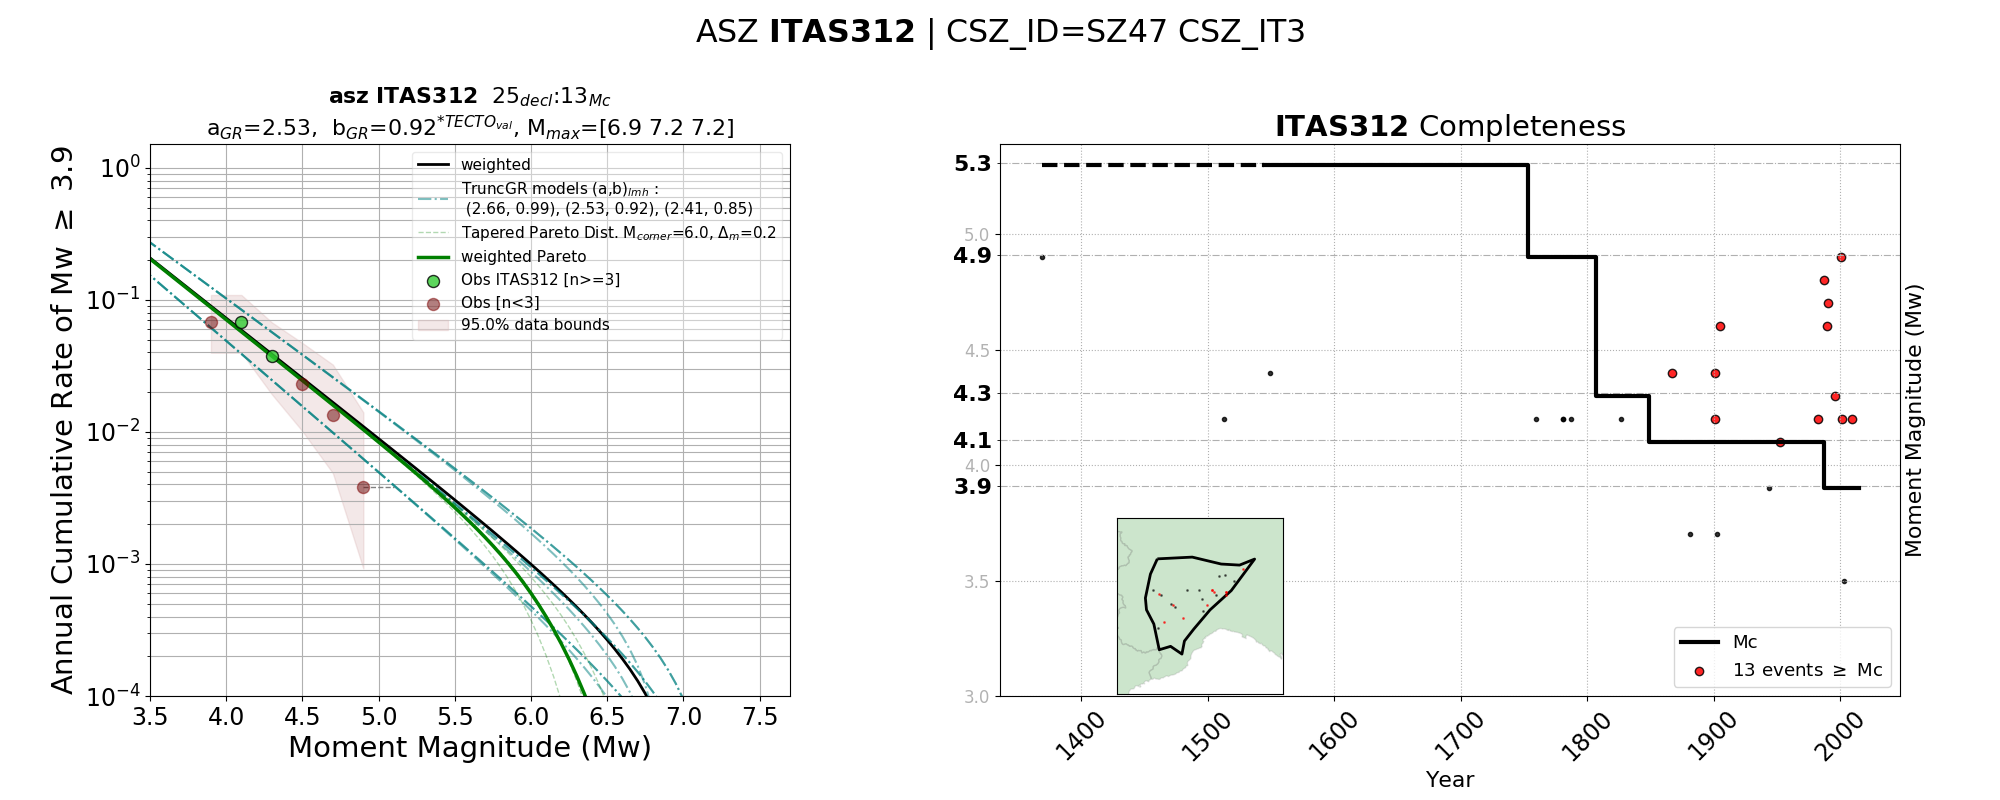 ASZ ITAS312 | CSZ_ID=SZ47 CSZ_IT3
asz ITAS312 25decl:13Mc
aGR=2.53, bGR=0.92*TECTOval, Mmax=[6.9 7.2 7.2]
Annual Cumulative Rate of Mw ≥ 3.9
10^0
10^−1
10^−2
10^−3
10^−4
weighted
TruncGR models (a,b)lmh :
(2.66, 0.99), (2.53, 0.92), (2.41, 0.85)
Tapered Pareto Dist. Mcorner=6.0, Δm=0.2
weighted Pareto
Obs ITAS312 [n>=3]
Obs [n<3]
95.0% data bounds
3.5 4.0 4.5 5.0 5.5 6.0 6.5 7.0 7.5
Moment Magnitude (Mw)
ITAS312 Completeness
5.3
5.0
4.9
4.5
4.3
4.1
4.0
3.9
3.5
3.0
Moment Magnitude (Mw)
Mc
13 events ≥ Mc
1400 1500 1600 1700 1800 1900 2000
Year